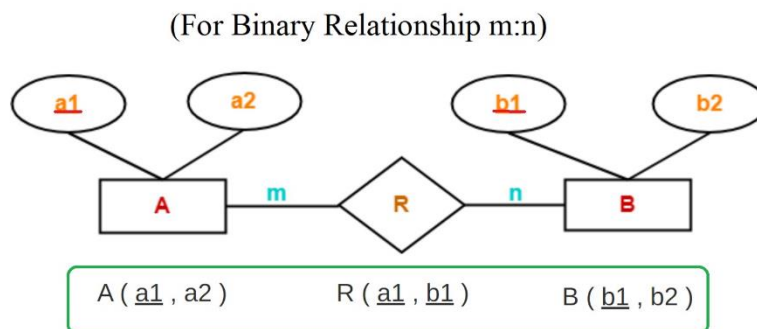 (For Binary Relationship m:n)
a1 a2 b1 b2
A m R n B
A ( a1 , a2 ) R ( a1 , b1 ) B ( b1 , b2 )